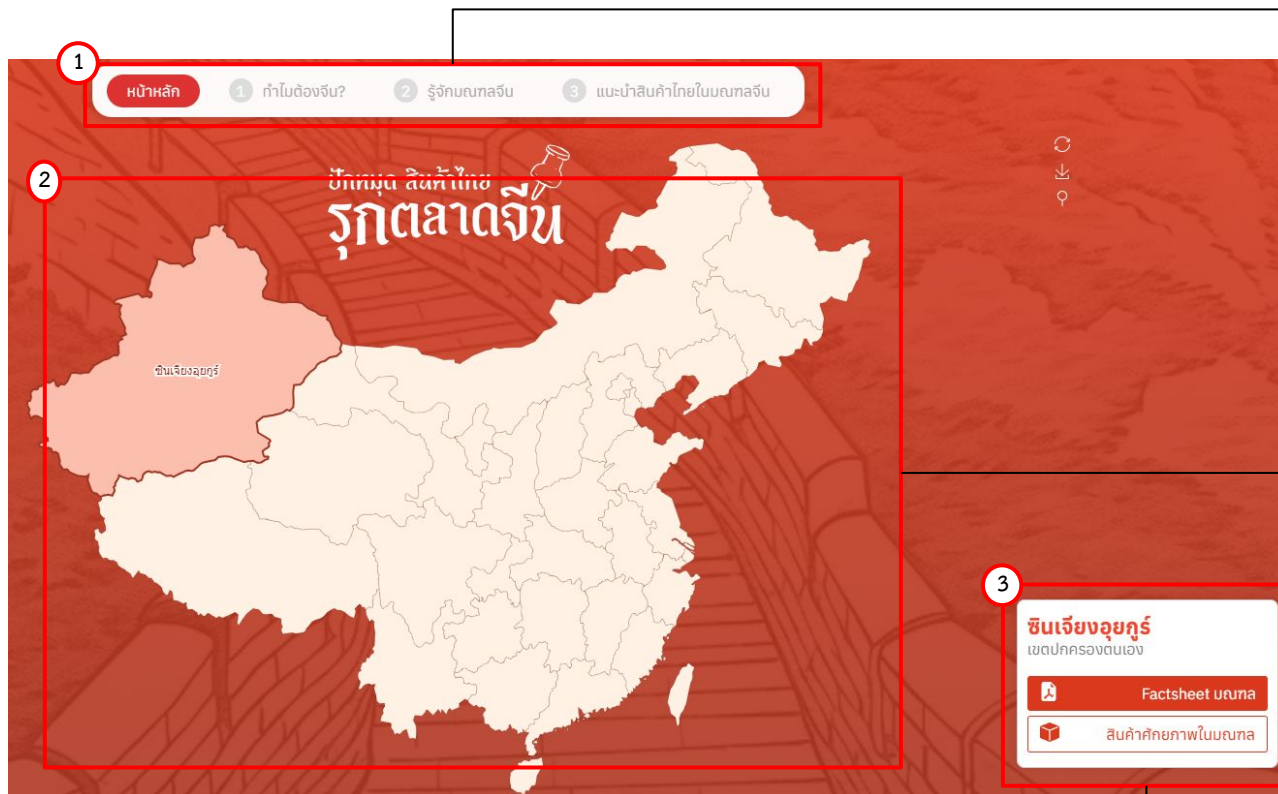 1
หน้าหลัก 1 ทำไมต้องจีน? 2 รู้จักมณฑลจีน 3 แนะนำสินค้าไทยในมณฑลจีน
2
ปักหมุด สินค้าไทย
รุกตลาดจีน
ซินเจียงอุยกูร์
3
ซินเจียงอุยกูร์
เขตปกครองตนเอง
Factsheet มณฑล
สินค้าศักยภาพในมณฑล